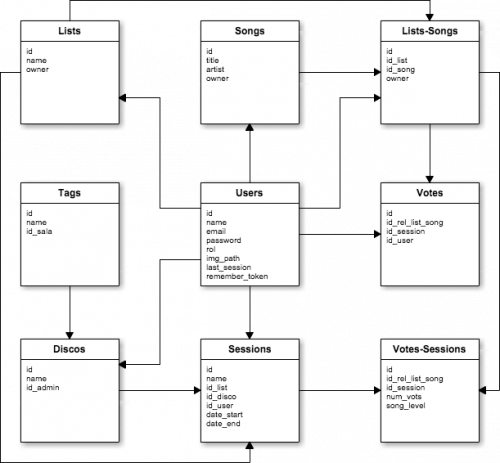 Lists
id
name
owner
Songs
id
title
artist
owner
Lists-Songs
id
id_list
id_song
owner
Tags
id
name
id_sala
Users
id
name
email
password
rol
img_path
last_session
remember_token
Votes
id
id_rel_list_song
id_session
id_user
Discos
id
name
id_admin
Sessions
id
name
id_list
id_disco
id_user
date_start
date_end
Votes-Sessions
id
id_rel_list_song
id_session
num_vots
song_level